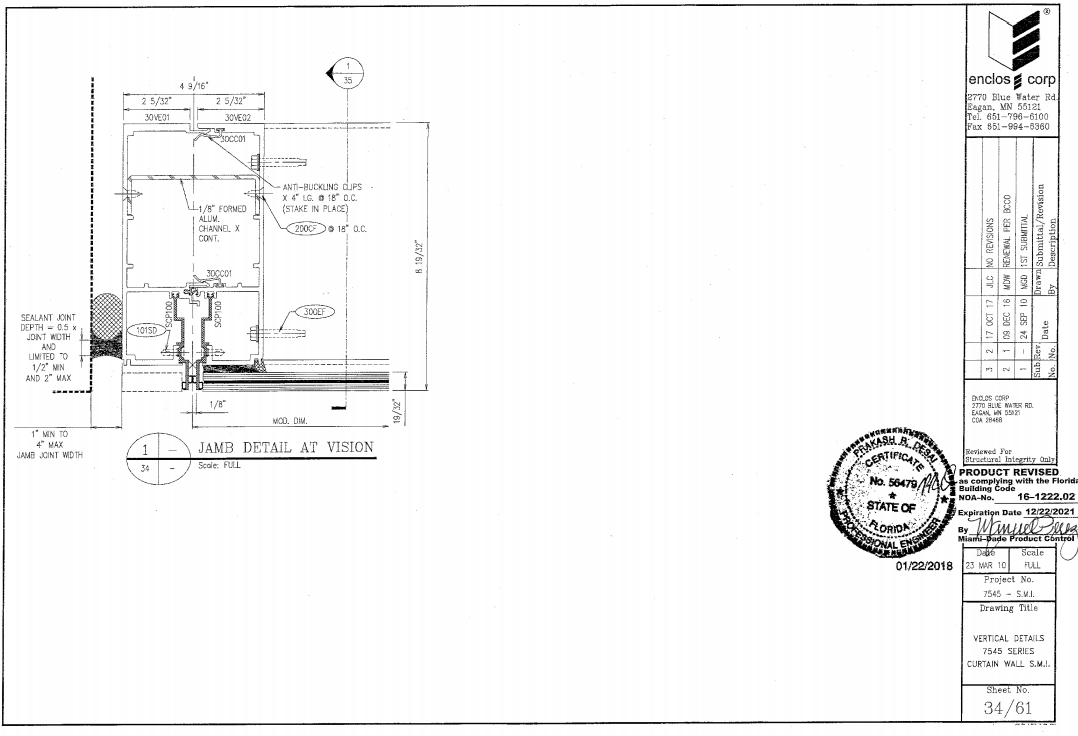 4 9/16"
2 5/32" 2 5/32"
30VE01 30VE02
1
35
30CC01
ANTI-BUCKLING CLIPS
X 4" LG. @ 18" O.C.
(STAKE IN PLACE)
200CF @ 18" O.C.
1/8" FORMED
ALUM.
CHANNEL X
CONT.
8 19/32"
30CC01
SCP100 SCP100
300EF
101SD
SEALANT JOINT
DEPTH = 0.5 x
JOINT WIDTH
AND
LIMITED TO
1/2" MIN
AND 2" MAX
1/8"
19/32"
MOD. DIM.
1" MIN TO
4" MAX
JAMB JOINT WIDTH
1 –
34 –
JAMB DETAIL AT VISION
Scale: FULL
PRAKASH R. DESAI
CERTIFICATE
No. 56479
STATE OF
FLORIDA
PROFESSIONAL ENGINEER
01/22/2018
®
enclos corp
2770 Blue Water Rd.
Eagan, MN 55121
Tel. 651-796-6100
Fax 651-994-6360
3 2 17 OCT 17 JLC NO REVISIONS
2 1 09 DEC 16 MDW RENEWAL PER BCCO
1 – 24 SEP 10 MGD 1ST SUBMITTAL
Sub Rev. Date Drawn Submittal/Revision
No. No. By Description
ENCLOS CORP
2770 BLUE WATER RD.
EAGAN, MN 55121
COA 28468
Reviewed For
Structural Integrity Only
PRODUCT REVISED
as complying with the Florida
Building Code
NOA-No. 16-1222.02
Expiration Date 12/22/2021
By Manuel Perez
Miami-Dade Product Control
Date Scale
23 MAR 10 FULL
Project No.
7545 - S.M.I.
Drawing Title
VERTICAL DETAILS
7545 SERIES
CURTAIN WALL S.M.I.
Sheet No.
34/61